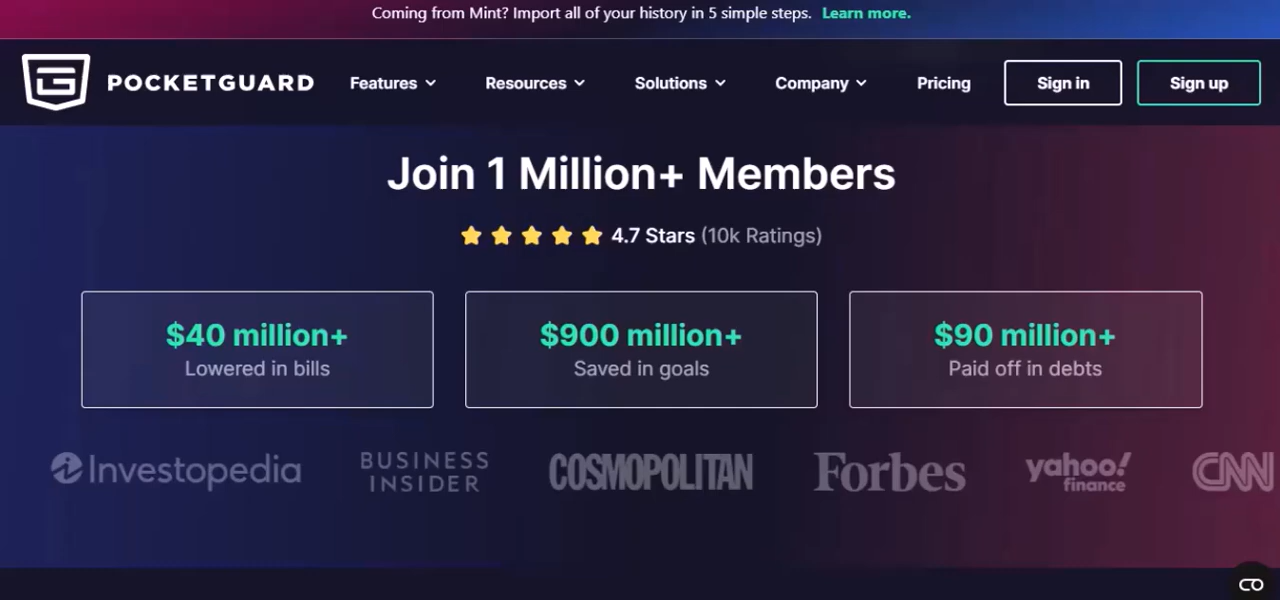 Coming from Mint? Import all of your history in 5 simple steps. Learn more.
POCKETGUARD Features Resources Solutions Company Pricing Sign in Sign up
Join 1 Million+ Members
4.7 Stars (10k Ratings)
$40 million+ $900 million+ $90 million+
Lowered in bills Saved in goals Paid off in debts
Investopedia BUSINESS INSIDER COSMOPOLITAN Forbes yahoo! finance CNN